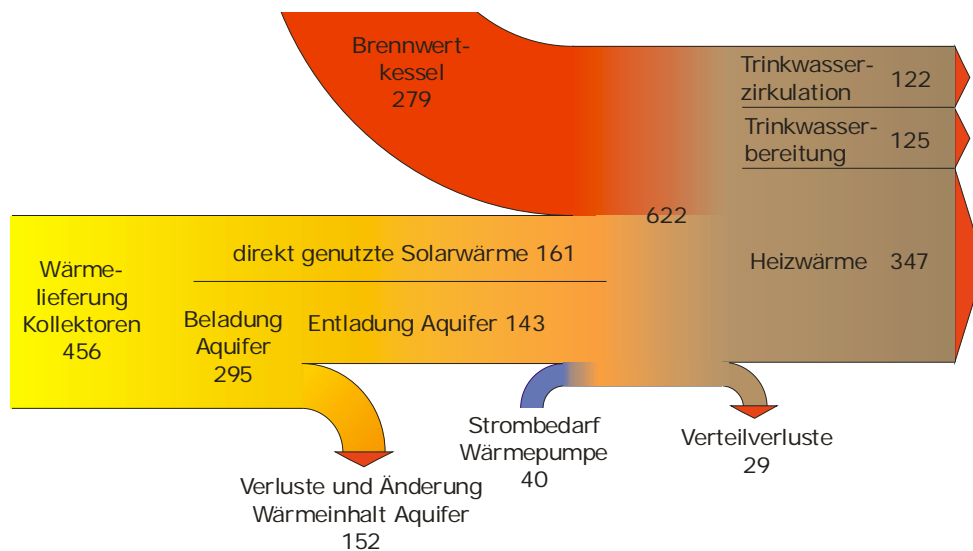 Brennwert-
kessel
279
Trinkwasser-
zirkulation
122
Trinkwasser-
bereitung
125
622
direkt genutzte Solarwärme 161
Heizwärme 347
Wärme-
lieferung
Kollektoren
456
Beladung
Aquifer
295
Entladung Aquifer 143
Strombedarf
Wärmepumpe
40
Verteilverluste
29
Verluste und Änderung
Wärmeinhalt Aquifer
152